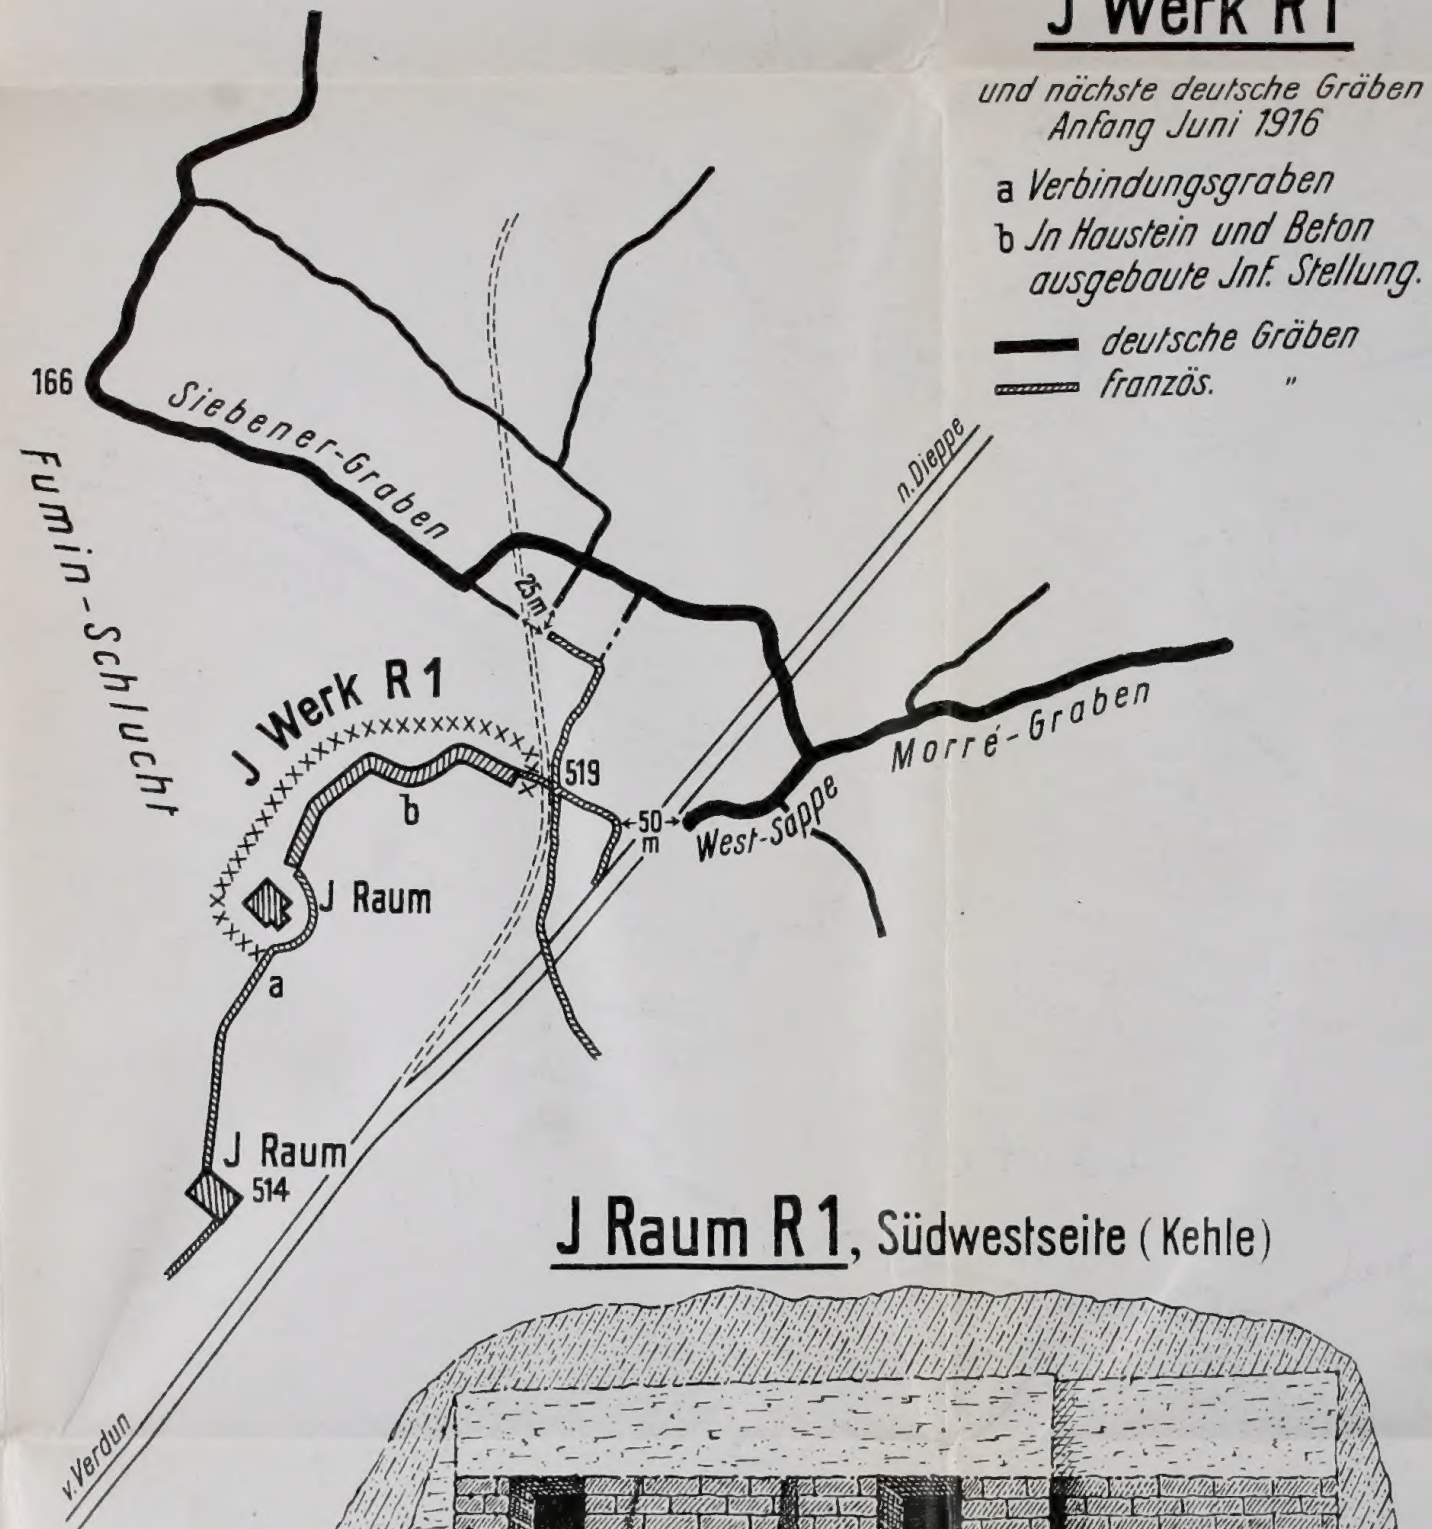 J Werk R1
und nächste deutsche Gräben
Anfang Juni 1916
a Verbindungsgraben
b Jn Haustein und Beton
ausgebaute Jnf. Stellung.
deutsche Gräben
französ. "
166
Siebener-Graben
Fumin-Schlucht
n. Dieppe
25m
J Werk R1
519
b
←50→
m
West-Sappe
Morré-Graben
J Raum
a
J Raum
514
v. Verdun
J Raum R1, Südwestseite (Kehle)